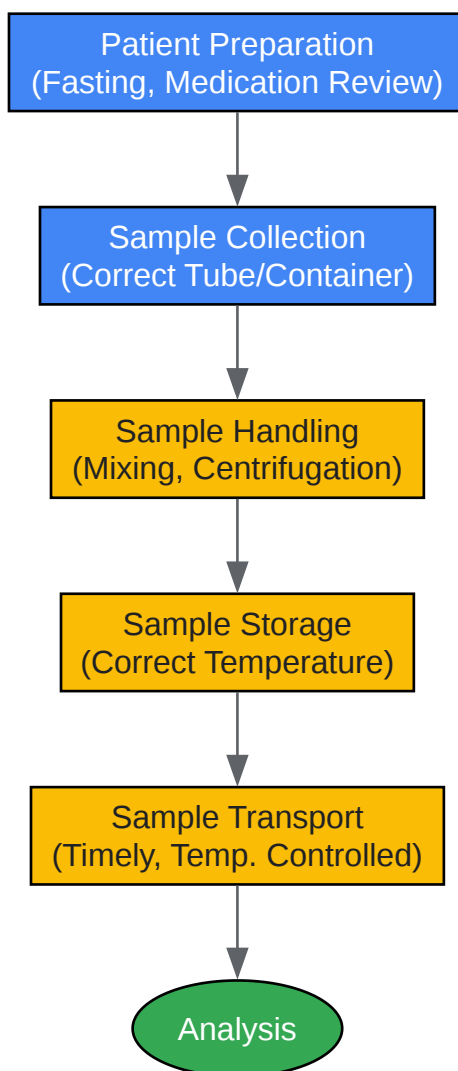 Patient Preparation
(Fasting, Medication Review)
Sample Collection
(Correct Tube/Container)
Sample Handling
(Mixing, Centrifugation)
Sample Storage
(Correct Temperature)
Sample Transport
(Timely, Temp. Controlled)
Analysis